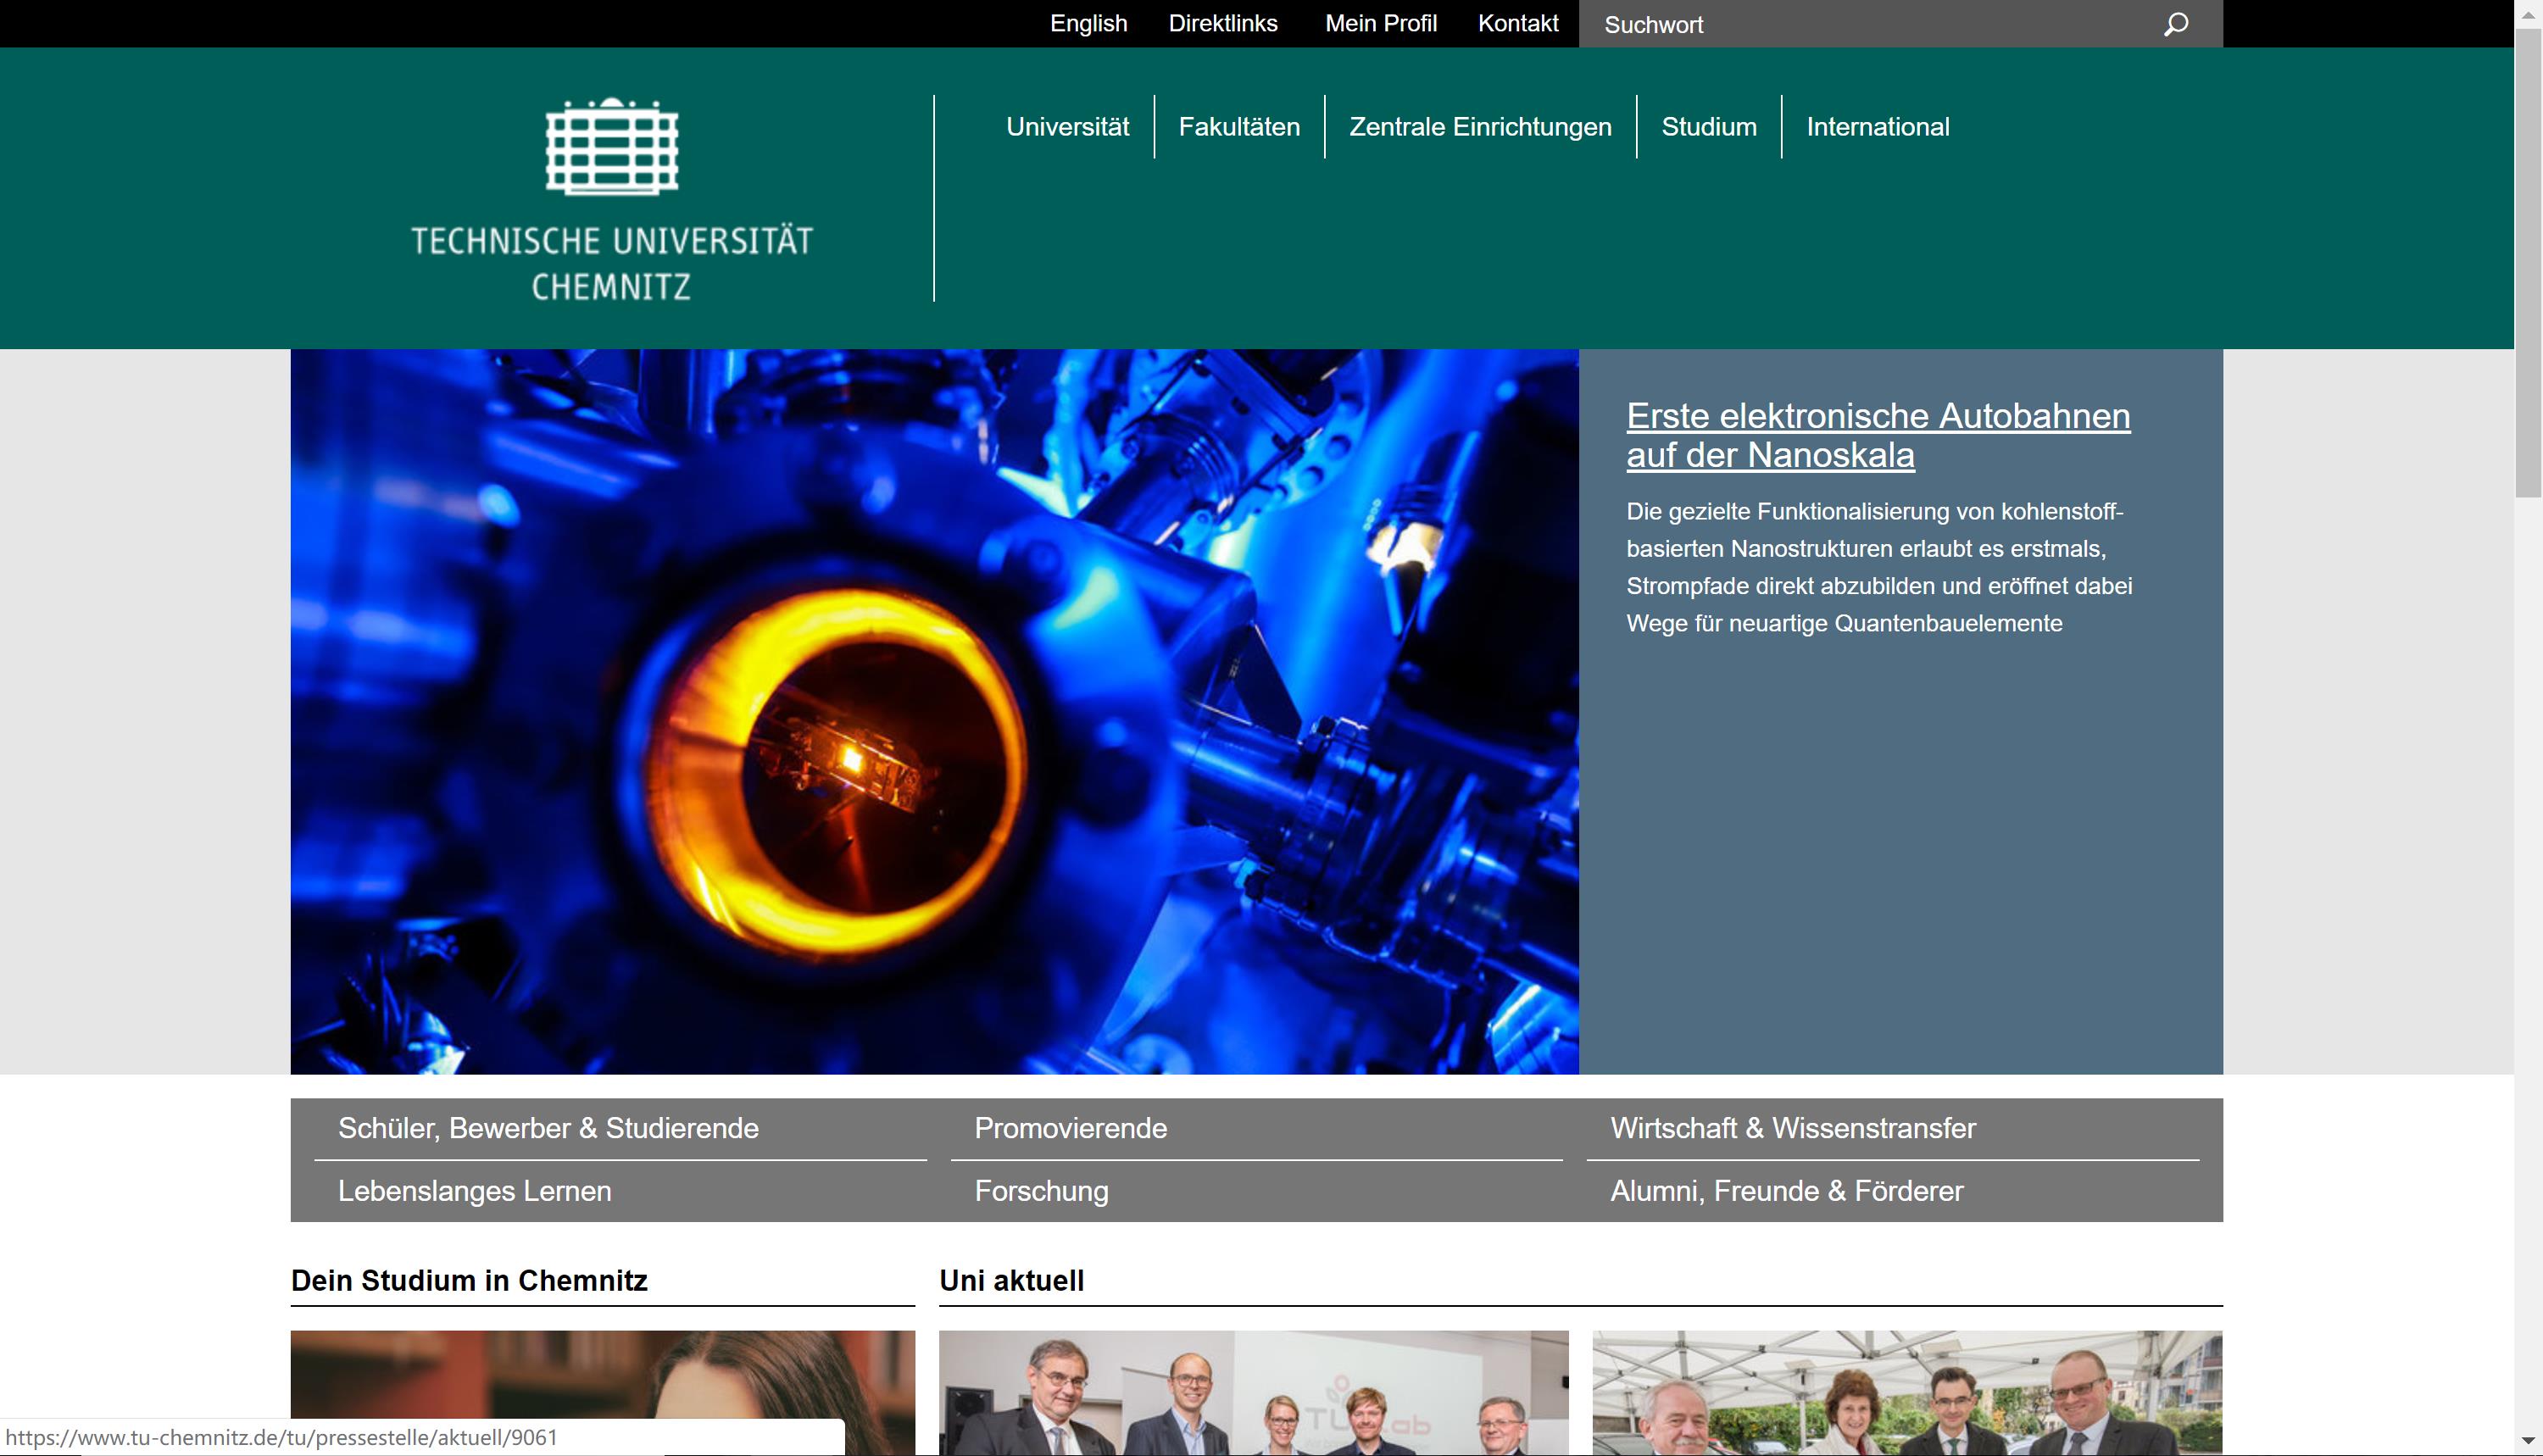 English Direktlinks Mein Profil Kontakt Suchwort
TECHNISCHE UNIVERSITÄT
CHEMNITZ
Universität Fakultäten Zentrale Einrichtungen Studium International
Erste elektronische Autobahnen
auf der Nanoskala
Die gezielte Funktionalisierung von kohlenstoff-
basierten Nanostrukturen erlaubt es erstmals,
Strompfade direkt abzubilden und eröffnet dabei
Wege für neuartige Quantenbauelemente
Schüler, Bewerber & Studierende Promovierende Wirtschaft & Wissenstransfer
Lebenslanges Lernen Forschung Alumni, Freunde & Förderer
Dein Studium in Chemnitz Uni aktuell
https://www.tu-chemnitz.de/tu/pressestelle/aktuell/9061